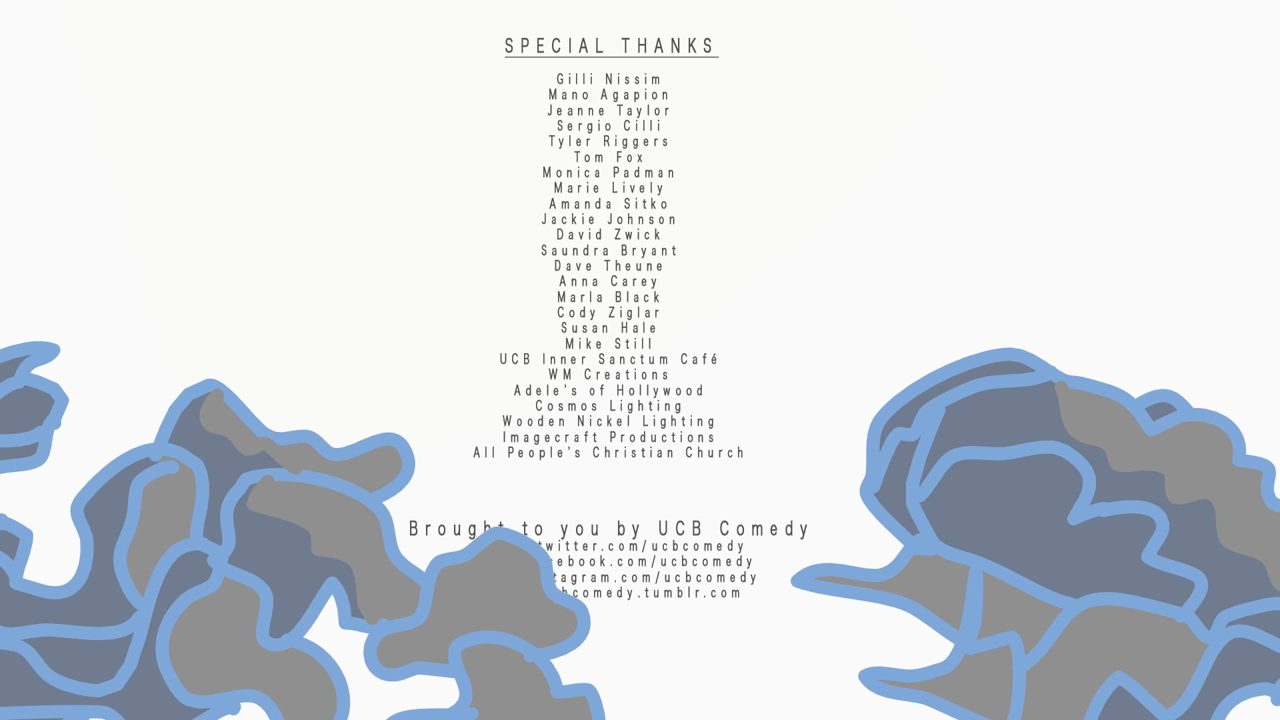 SPECIAL THANKS
Gilli Nissim
Mano Agapion
Jeanne Taylor
Sergio Cilli
Tyler Riggers
Tom Fox
Monica Padman
Marie Lively
Amanda Sitko
Jackie Johnson
David Zwick
Saundra Bryant
Dave Theune
Anna Carey
Marla Black
Cody Ziglar
Susan Hale
Mike Still
UCB Inner Sanctum Café
WM Creations
Adele's of Hollywood
Cosmos Lighting
Wooden Nickel Lighting
Imagecraft Productions
All People's Christian Church
Brought to you by UCB Comedy
twitter.com/ucbcomedy
ebook.com/ucbcomedy
tagram.com/ucbcomedy
bcomedy.tumblr.com